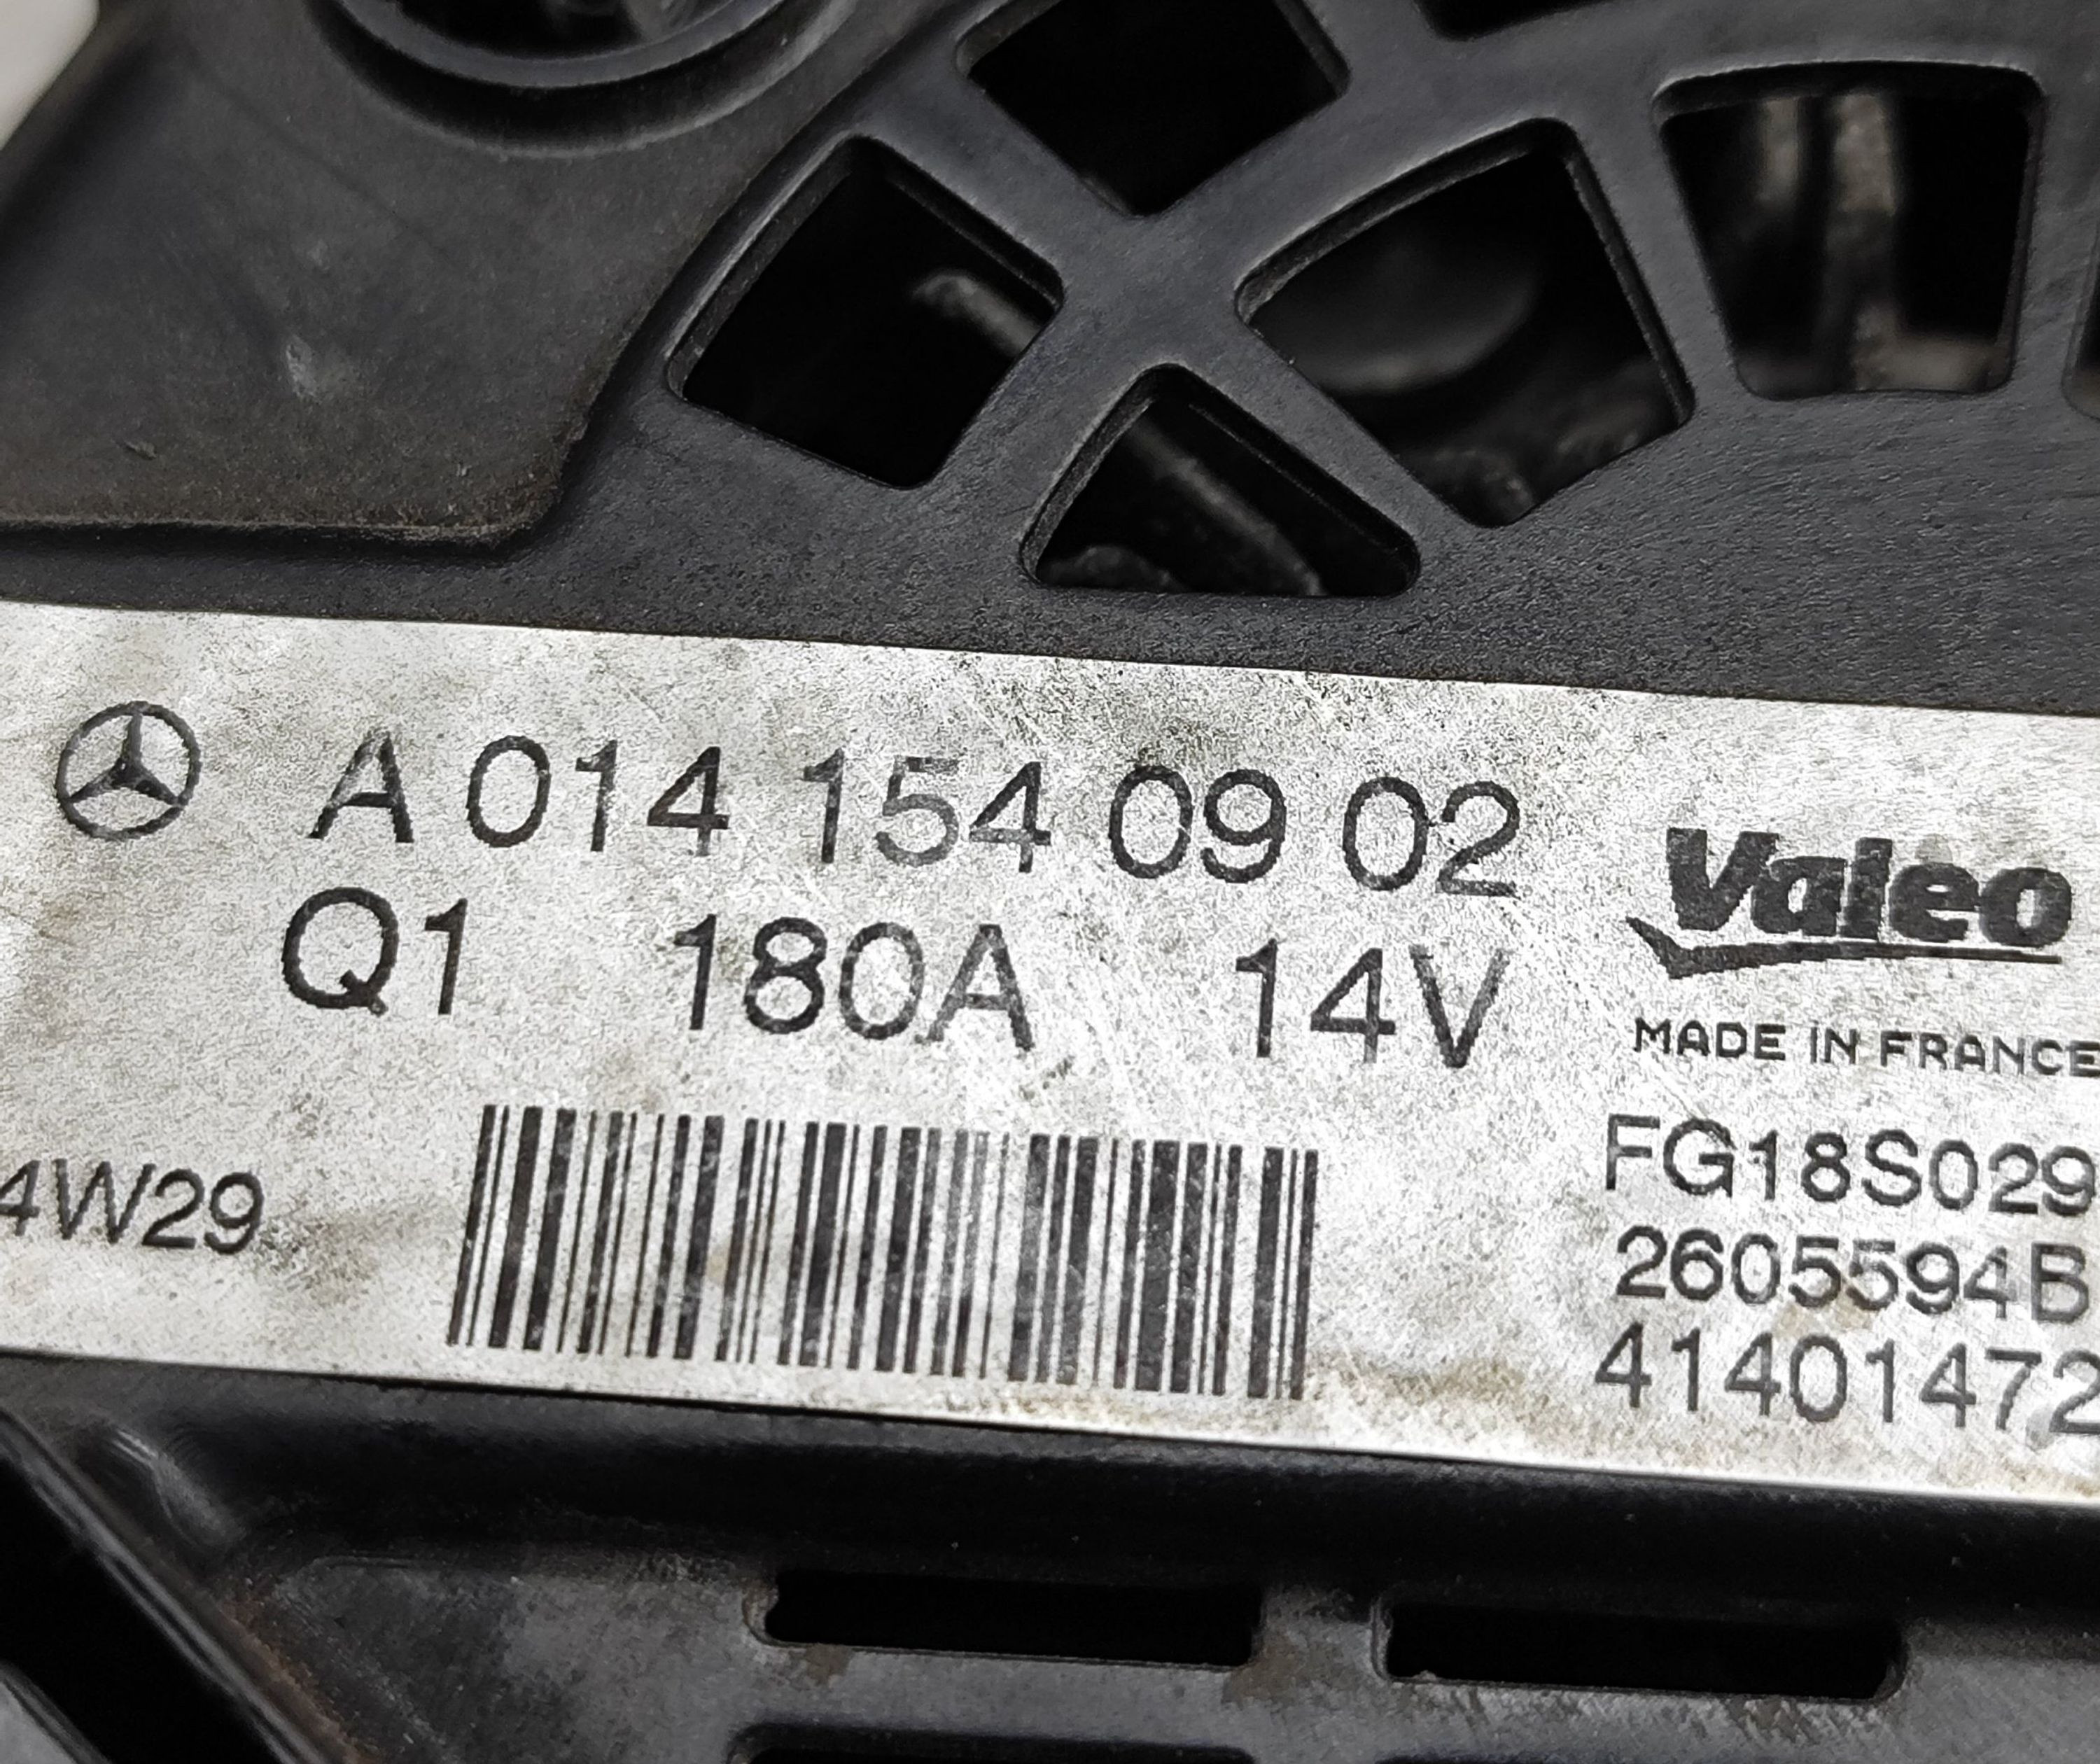 A 014 154 09 02
Q1 180A 14V
Valeo
MADE IN FRANCE
4W29
FG18S029
2605594B
41401472